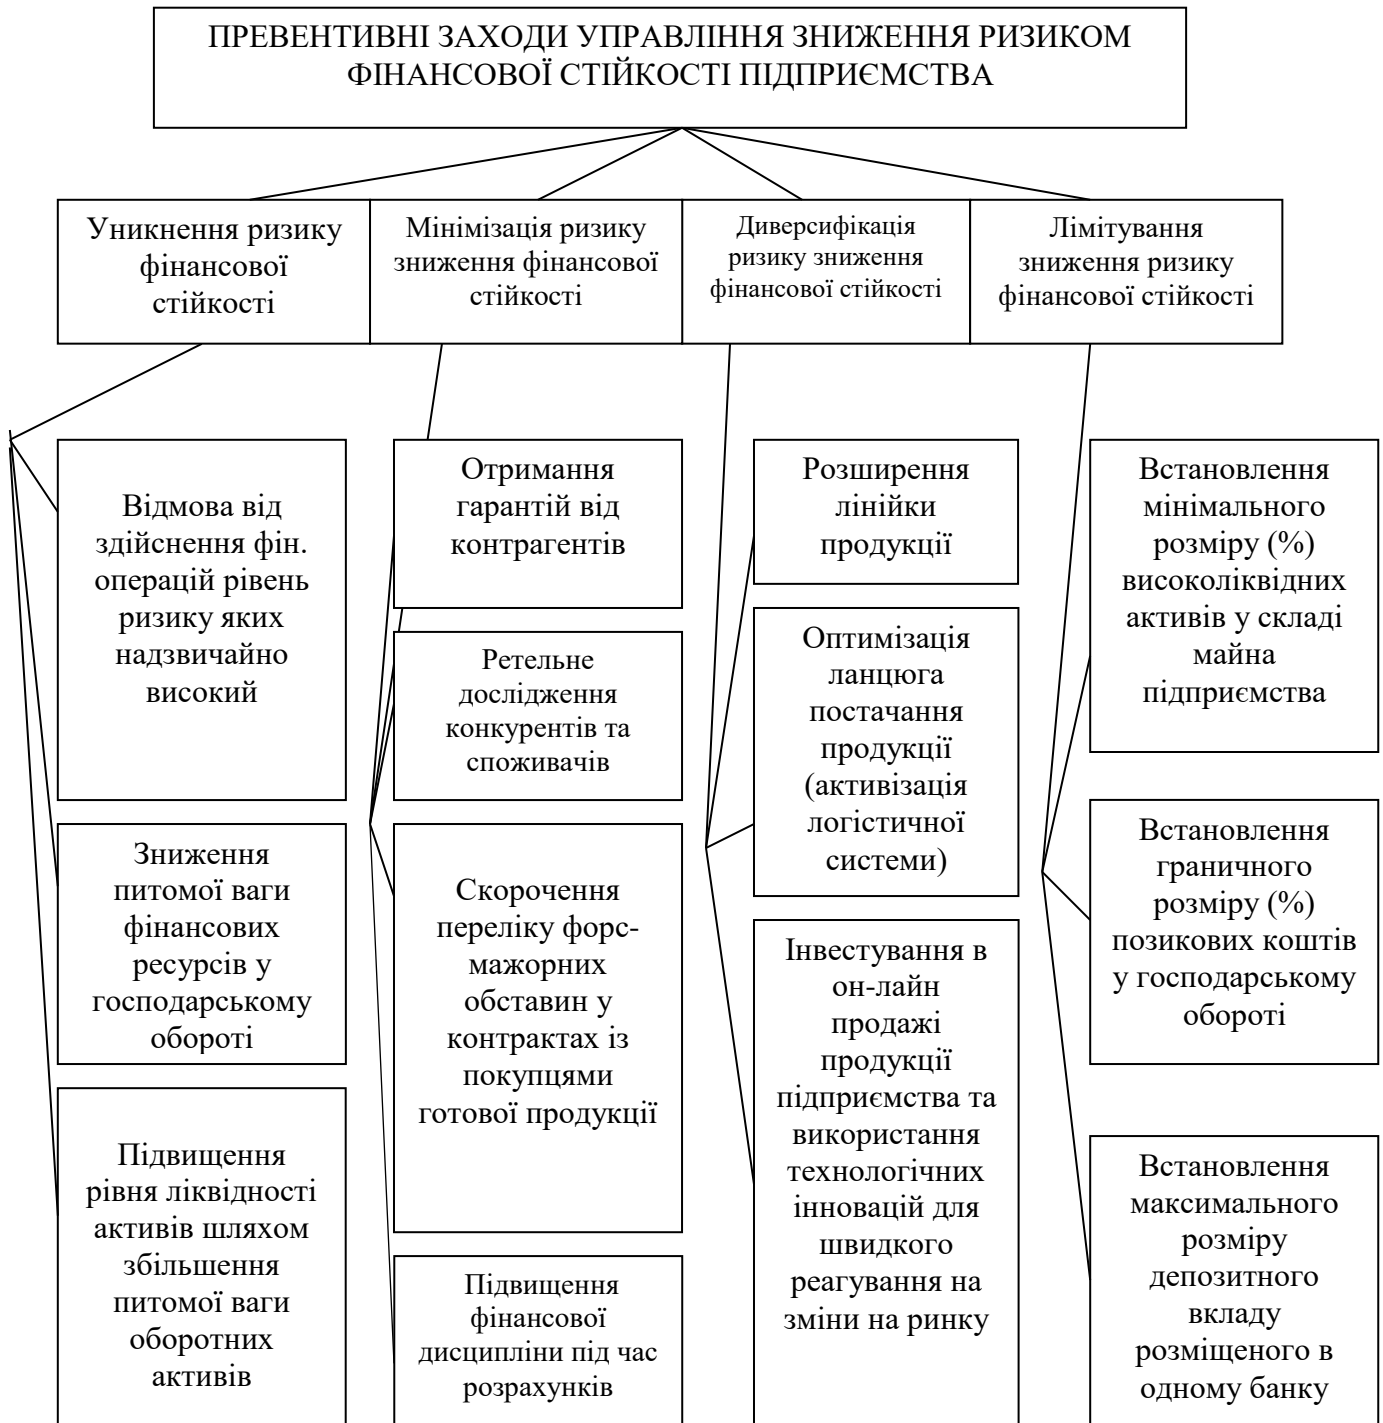 ПРЕВЕНТИВНІ ЗАХОДИ УПРАВЛІННЯ ЗНИЖЕННЯ РИЗИКОМ
ФІНАНСОВОЇ СТІЙКОСТІ ПІДПРИЄМСТВА
Уникнення ризику
фінансової
стійкості
Мінімізація ризику
зниження фінансової
стійкості
Диверсифікація
ризику зниження
фінансової стійкості
Лімітування
зниження ризику
фінансової стійкості
Відмова від
здійснення фін.
операцій рівень
ризику яких
надзвичайно
високий
Зниження
питомої ваги
фінансових
ресурсів у
господарському
обороті
Підвищення
рівня ліквідності
активів шляхом
збільшення
питомої ваги
оборотних
активів
Отримання
гарантій від
контрагентів
Ретельне
дослідження
конкурентів та
споживачів
Скорочення
переліку форс-
мажорних
обставин у
контрактах із
покупцями
готової продукції
Підвищення
фінансової
дисципліни під час
розрахунків
Розширення
лінійки
продукції
Оптимізація
ланцюга
постачання
продукції
(активізація
логістичної
системи)
Інвестування в
он-лайн
продажі
продукції
підприємства та
використання
технологічних
інновацій для
швидкого
реагування на
зміни на ринку
Встановлення
мінімального
розміру (%)
високоліквідних
активів у складі
майна
підприємства
Встановлення
граничного
розміру (%)
позикових коштів
у господарському
обороті
Встановлення
максимального
розміру
депозитного
вкладу
розміщеного в
одному банку